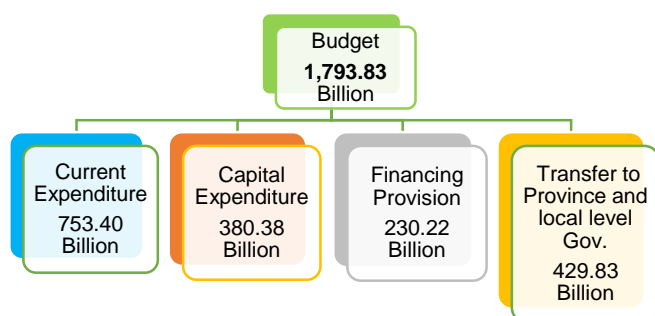 Budget
1,793.83
Billion
Current
Expenditure
753.40
Billion
Capital
Expenditure
380.38
Billion
Financing
Provision
230.22
Billion
Transfer to
Province and
local level
Gov.
429.83
Billion